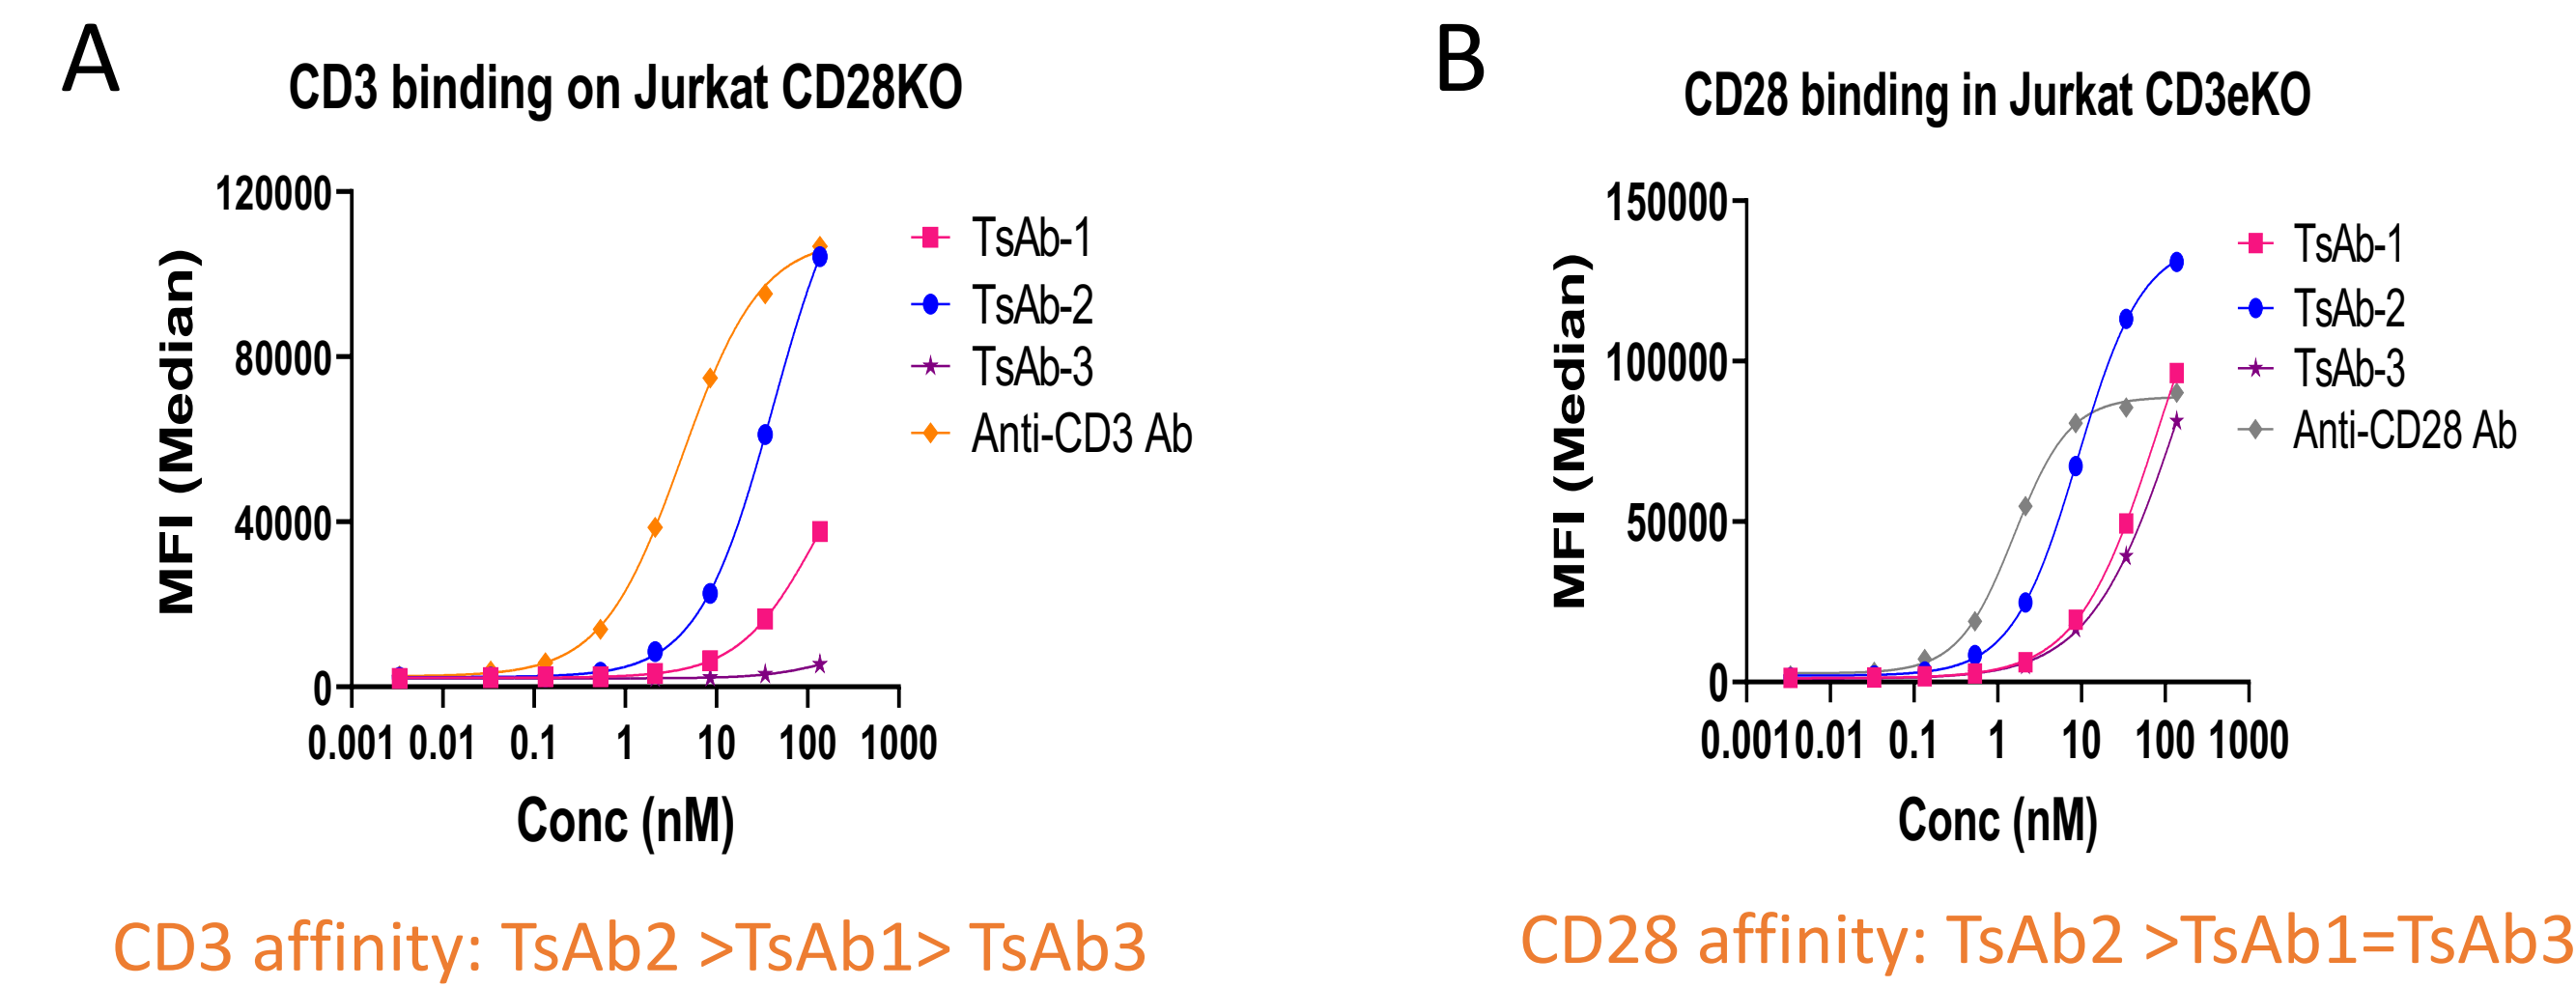 A
CD3 binding on Jurkat CD28KO
MFI (Median)
120000
80000
40000
0
0.001 0.01 0.1 1 10 100 1000
Conc (nM)
TsAb-1
TsAb-2
TsAb-3
Anti-CD3 Ab
CD3 affinity: TsAb2 >TsAb1> TsAb3
B
CD28 binding in Jurkat CD3eKO
MFI (Median)
150000
100000
50000
0
0.001 0.01 0.1 1 10 100 1000
Conc (nM)
TsAb-1
TsAb-2
TsAb-3
Anti-CD28 Ab
CD28 affinity: TsAb2 >TsAb1=TsAb3